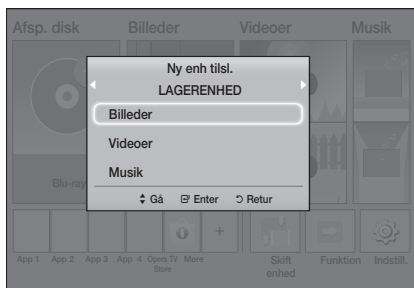 Afsp. disk Billeder Videoer Musik
Ny enh tilsl.
LAGERENHED
Billeder
Videoer
Musik
Gå Enter Retur
Blu-ray
App 1 App 2 App 3 App 4 Opera TV Store Mere
Skift enhed Funktion Indstill.